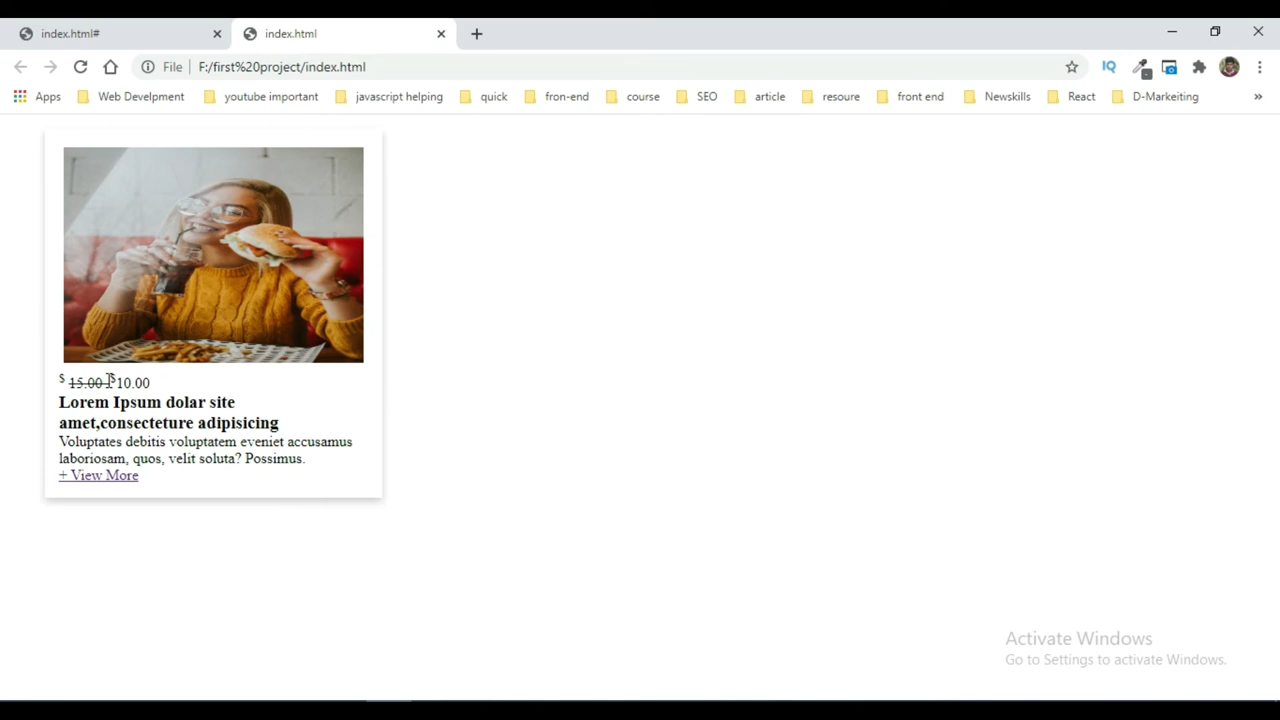 index.html#
index.html
File F:/first%20project/index.html
IQ
Apps Web Develpment youtube important javascript helping quick fron-end course SEO article resoure front end Newskills React D-Markeiting »
$ 15.00 $10.00
Lorem Ipsum dolar site
amet,consecteture adipisicing
Voluptates debitis voluptatem eveniet accusamus
laboriosam, quos, velit soluta? Possimus.
+ View More
Activate Windows
Go to Settings to activate Windows.